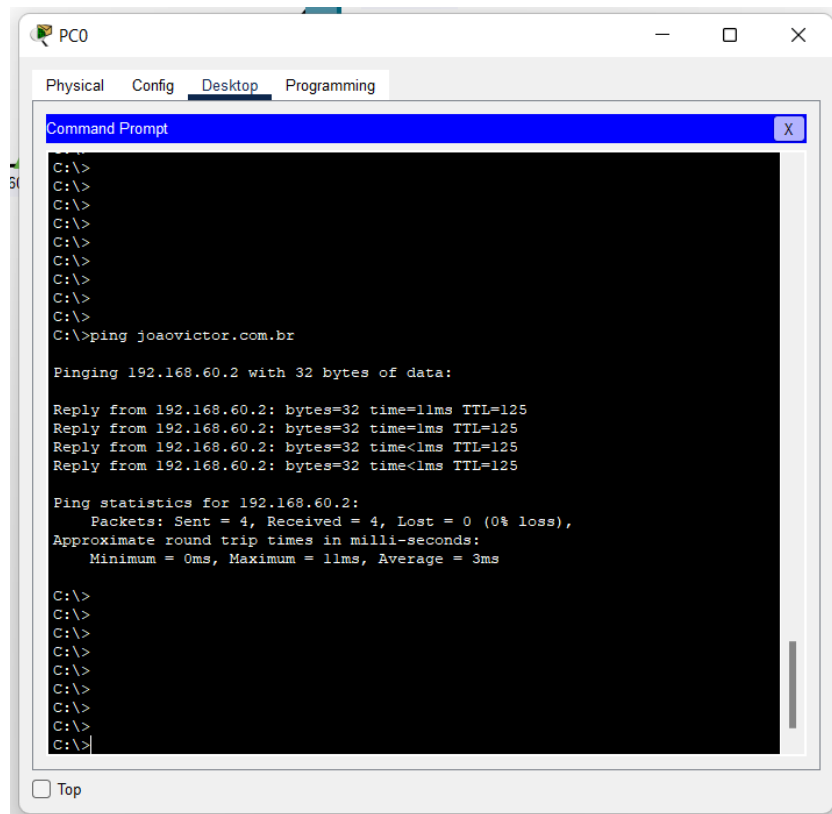 PC0
Physical Config Desktop Programming
Command Prompt
X
C:\>
C:\>
C:\>
C:\>
C:\>
C:\>
C:\>
C:\>
C:\>
C:\>ping joaovictor.com.br
Pinging 192.168.60.2 with 32 bytes of data:
Reply from 192.168.60.2: bytes=32 time=11ms TTL=125
Reply from 192.168.60.2: bytes=32 time=1ms TTL=125
Reply from 192.168.60.2: bytes=32 time<1ms TTL=125
Reply from 192.168.60.2: bytes=32 time<1ms TTL=125
Ping statistics for 192.168.60.2:
Packets: Sent = 4, Received = 4, Lost = 0 (0% loss),
Approximate round trip times in milli-seconds:
Minimum = 0ms, Maximum = 11ms, Average = 3ms
C:\>
C:\>
C:\>
C:\>
C:\>
C:\>
C:\>
C:\>
C:\>
Top